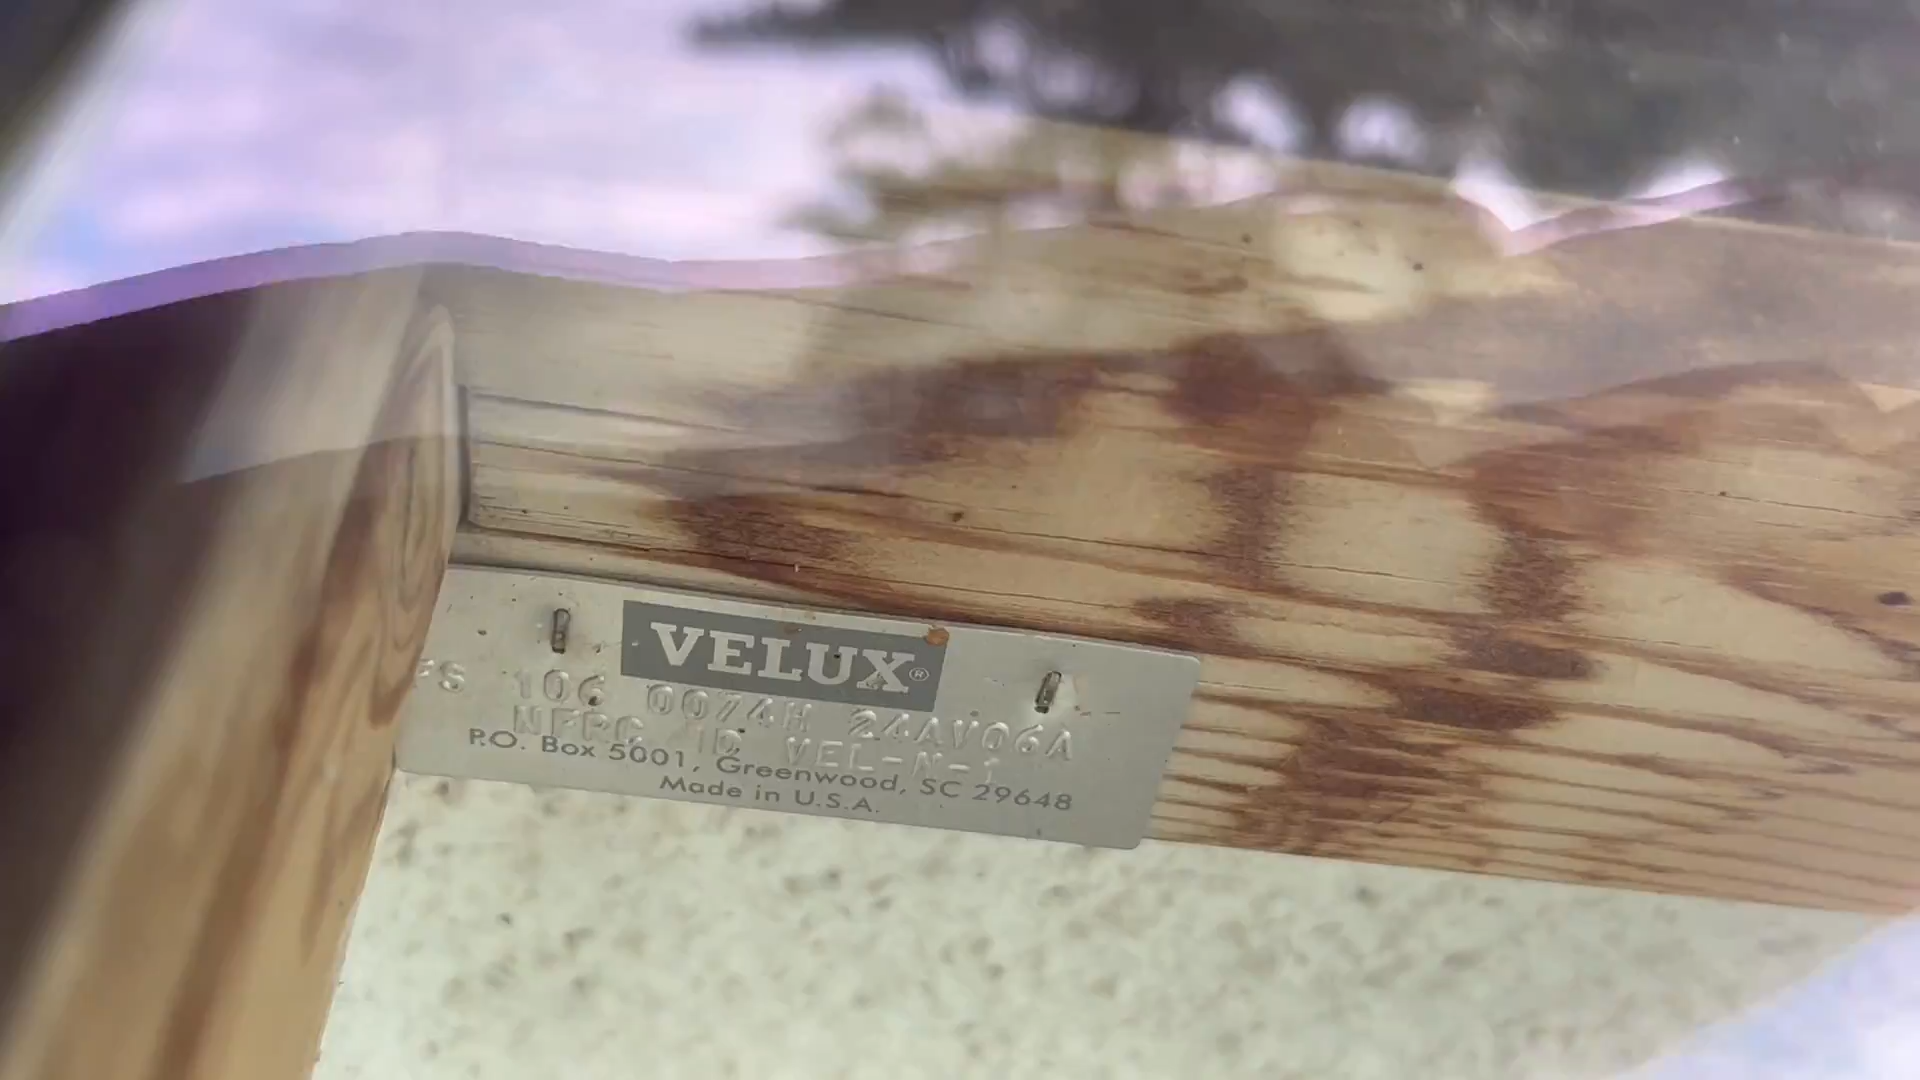 VELUX®
FS 106 0074H 24AV06A
NFRC ID VEL-N-1
P.O. Box 5001, Greenwood, SC 29648
Made in U.S.A.